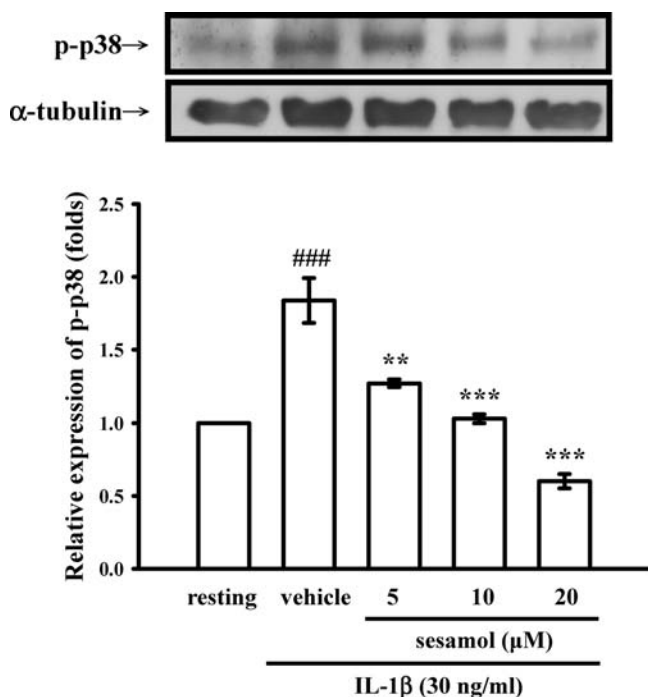 p-p38→
α-tubulin→
Relative expression of p-p38 (folds)
2.5
2.0
1.5
1.0
0.5
0.0
###
**
***
***
resting vehicle 5 10 20
sesamol (μM)
IL-1β (30 ng/ml)